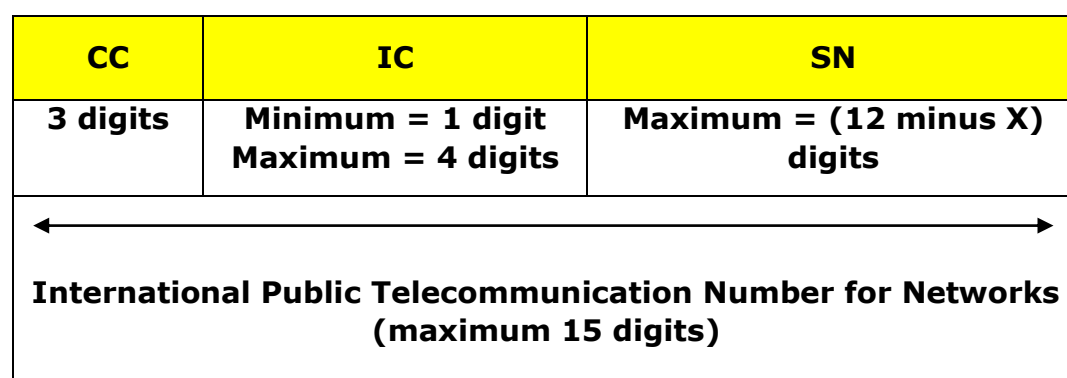 CC IC SN
3 digits Minimum = 1 digit Maximum = (12 minus X)
Maximum = 4 digits digits
International Public Telecommunication Number for Networks
(maximum 15 digits)